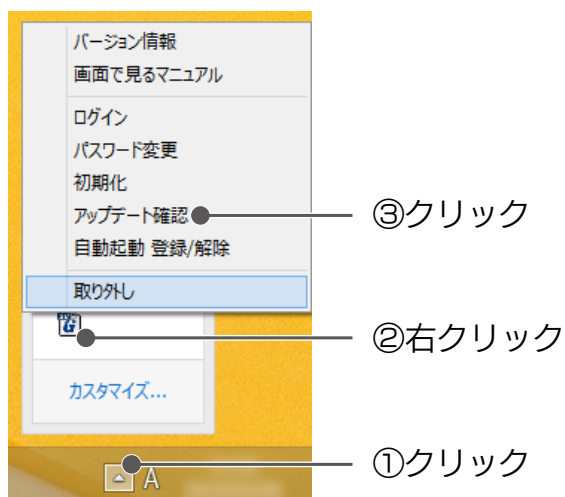 バージョン情報
画面で見るマニュアル
ログイン
パスワード変更
初期化
アップデート確認
自動起動 登録/解除
取り外し
カスタマイズ...
A
③クリック
②右クリック
①クリック